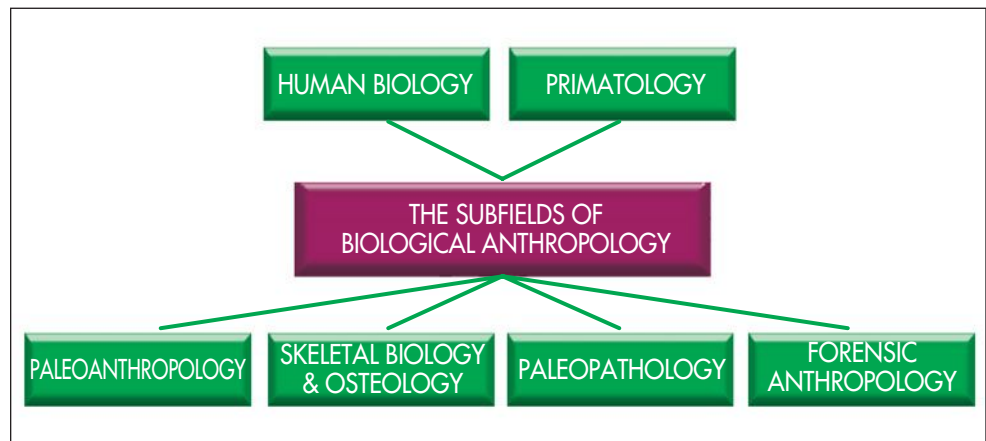 HUMAN BIOLOGY
PRIMATOLOGY
THE SUBFIELDS OF
BIOLOGICAL ANTHROPOLOGY
PALEOANTHROPOLOGY
SKELETAL BIOLOGY
& OSTEOLOGY
PALEOPATHOLOGY
FORENSIC
ANTHROPOLOGY